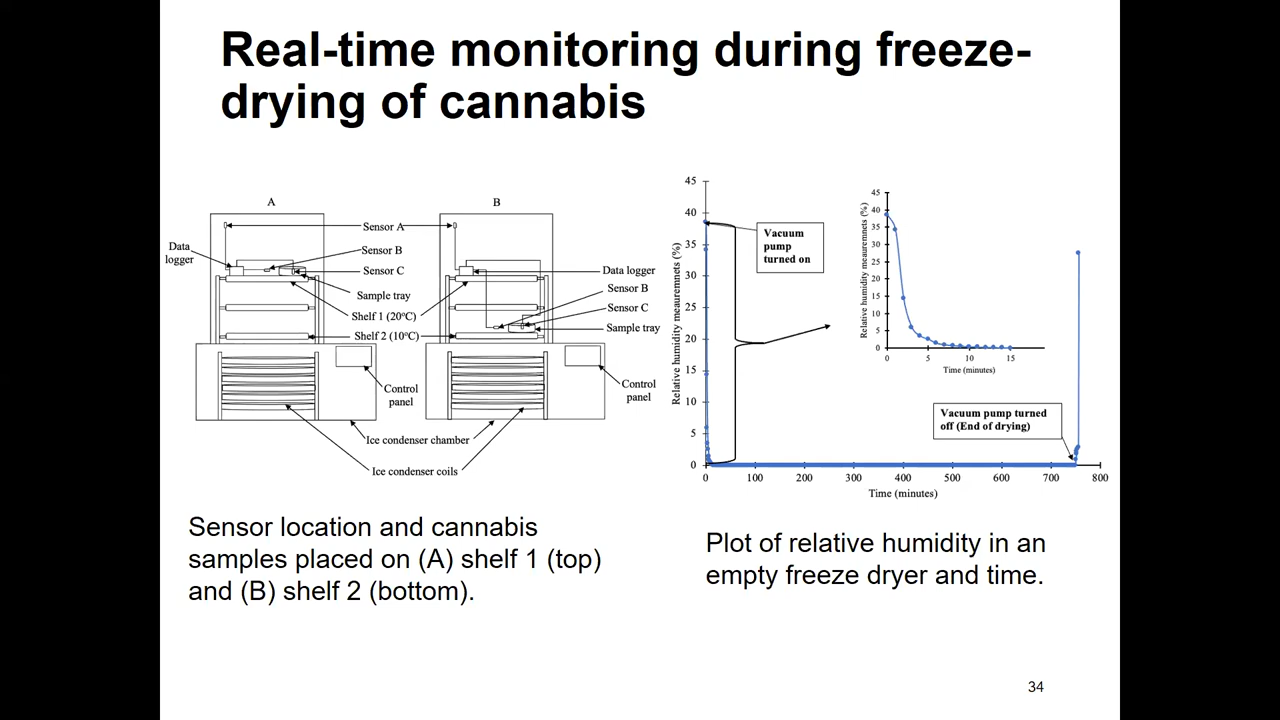 Real-time monitoring during freeze-
drying of cannabis
A
B
Sensor A
Data
logger
Sensor B
Sensor C
Sample tray
Shelf 1 (20°C)
Shelf 2 (10°C)
Data logger
Sensor B
Sensor C
Sample tray
Control
panel
Control
panel
Ice condenser chamber
Ice condenser coils
Relative humidity meauremnets (%)
45
40
35
30
25
20
15
10
5
0
0
100
200
300
400
500
600
700
800
Time (minutes)
Vacuum
pump
turned on
Relative humidity meauremnets (%)
45
40
35
30
25
20
15
10
5
0
0
5
10
15
Time (minutes)
Vacuum pump turned
off (End of drying)
Sensor location and cannabis
samples placed on (A) shelf 1 (top)
and (B) shelf 2 (bottom).
Plot of relative humidity in an
empty freeze dryer and time.
34